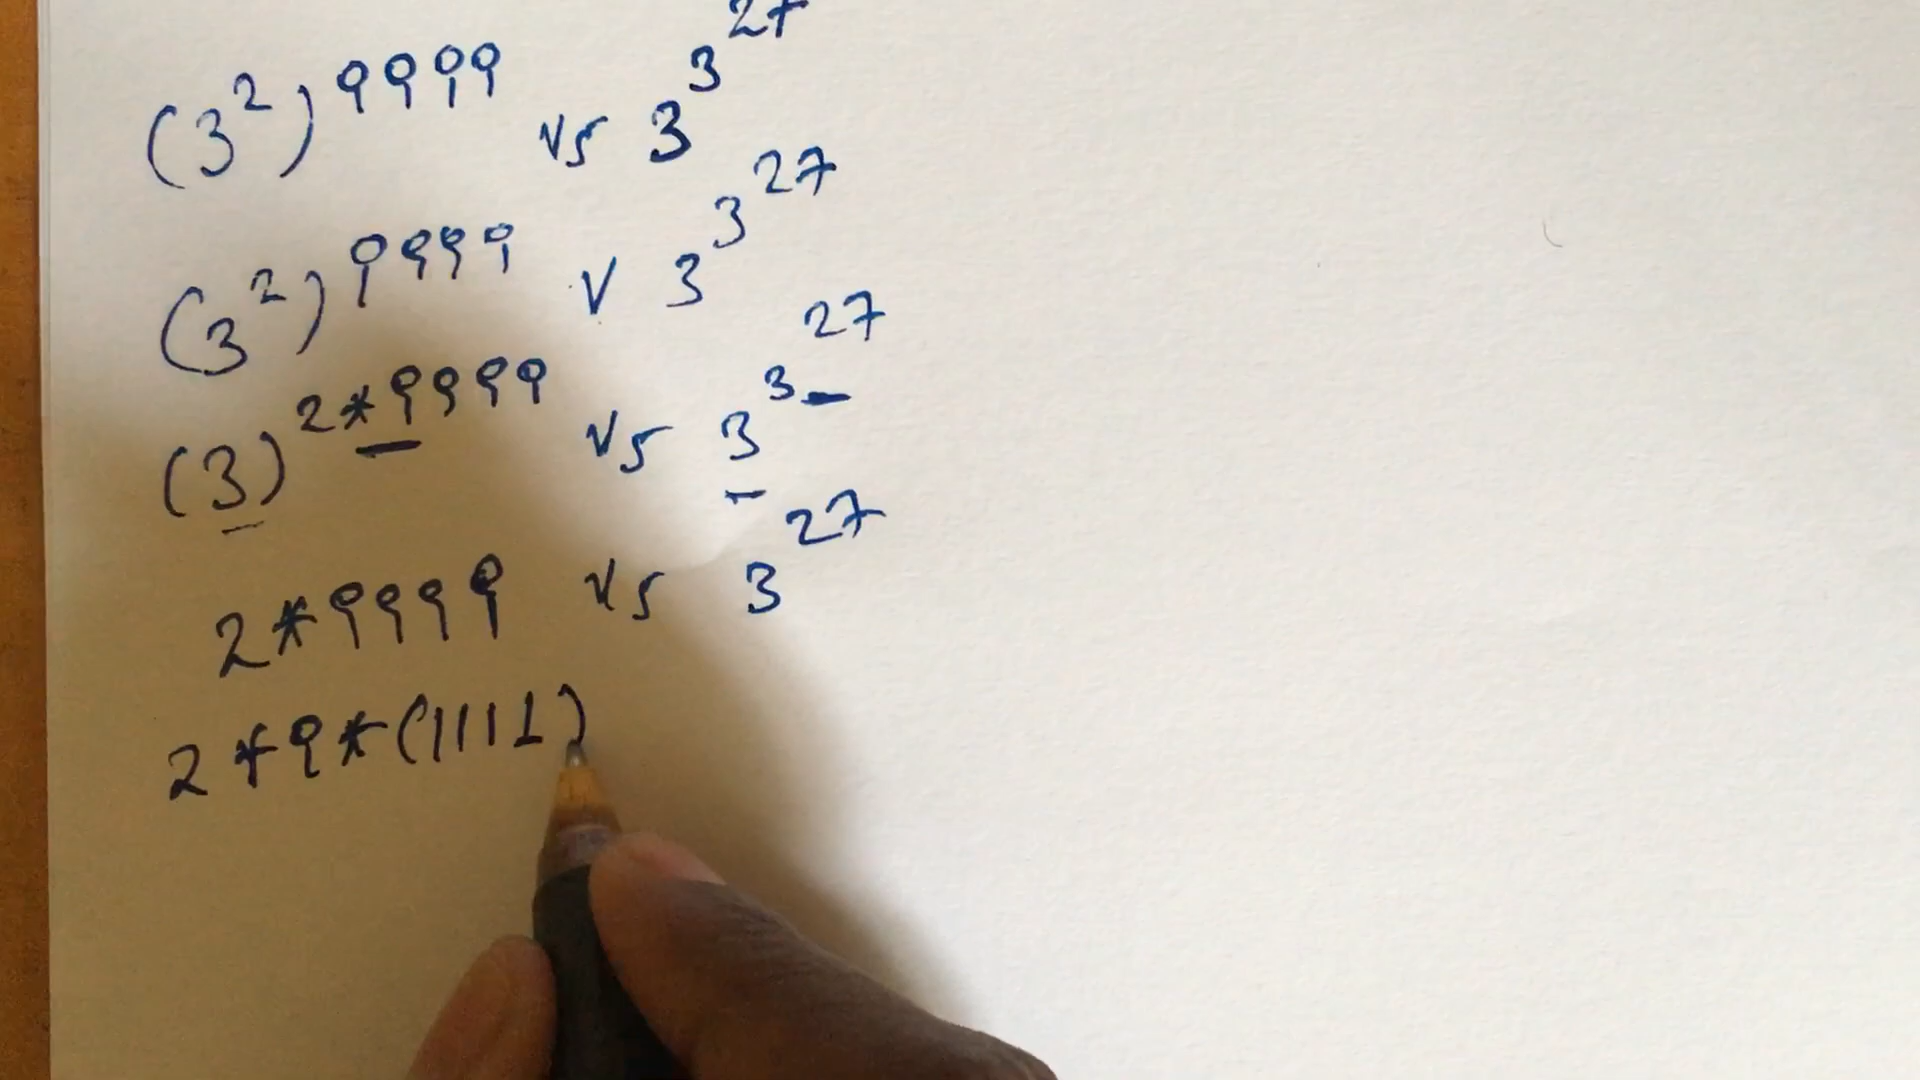 (3²)⁹⁹⁹⁹ vs 3^3^27
(3²)⁹⁹⁹⁹ V 3^3^27
(3)^2*9999 vs 3^3^27
2*9999 vs 3^27
2*9*(1111)